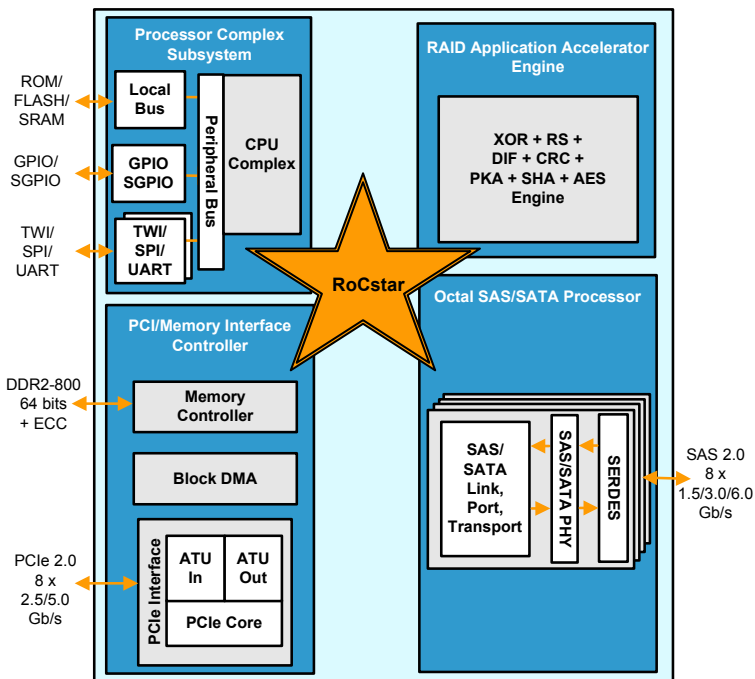 Processor Complex
Subsystem
ROM/
FLASH/
SRAM
Local
Bus
GPIO/
SGPIO
GPIO
SGPIO
TWI/
SPI/
UART
TWI/
SPI/
UART
Peripheral Bus
CPU
Complex
RAID Application Accelerator
Engine
XOR + RS +
DIF + CRC +
PKA + SHA + AES
Engine
RoCstar
PCI/Memory Interface
Controller
DDR2-800
64 bits
+ ECC
Memory
Controller
Block DMA
PCIe 2.0
8 x
2.5/5.0
Gb/s
PCIe Interface
ATU
In
ATU
Out
PCIe Core
Octal SAS/SATA Processor
SAS/
SATA
Link,
Port,
Transport
SAS/SATA PHY
SERDES
SAS 2.0
8 x
1.5/3.0/6.0
Gb/s